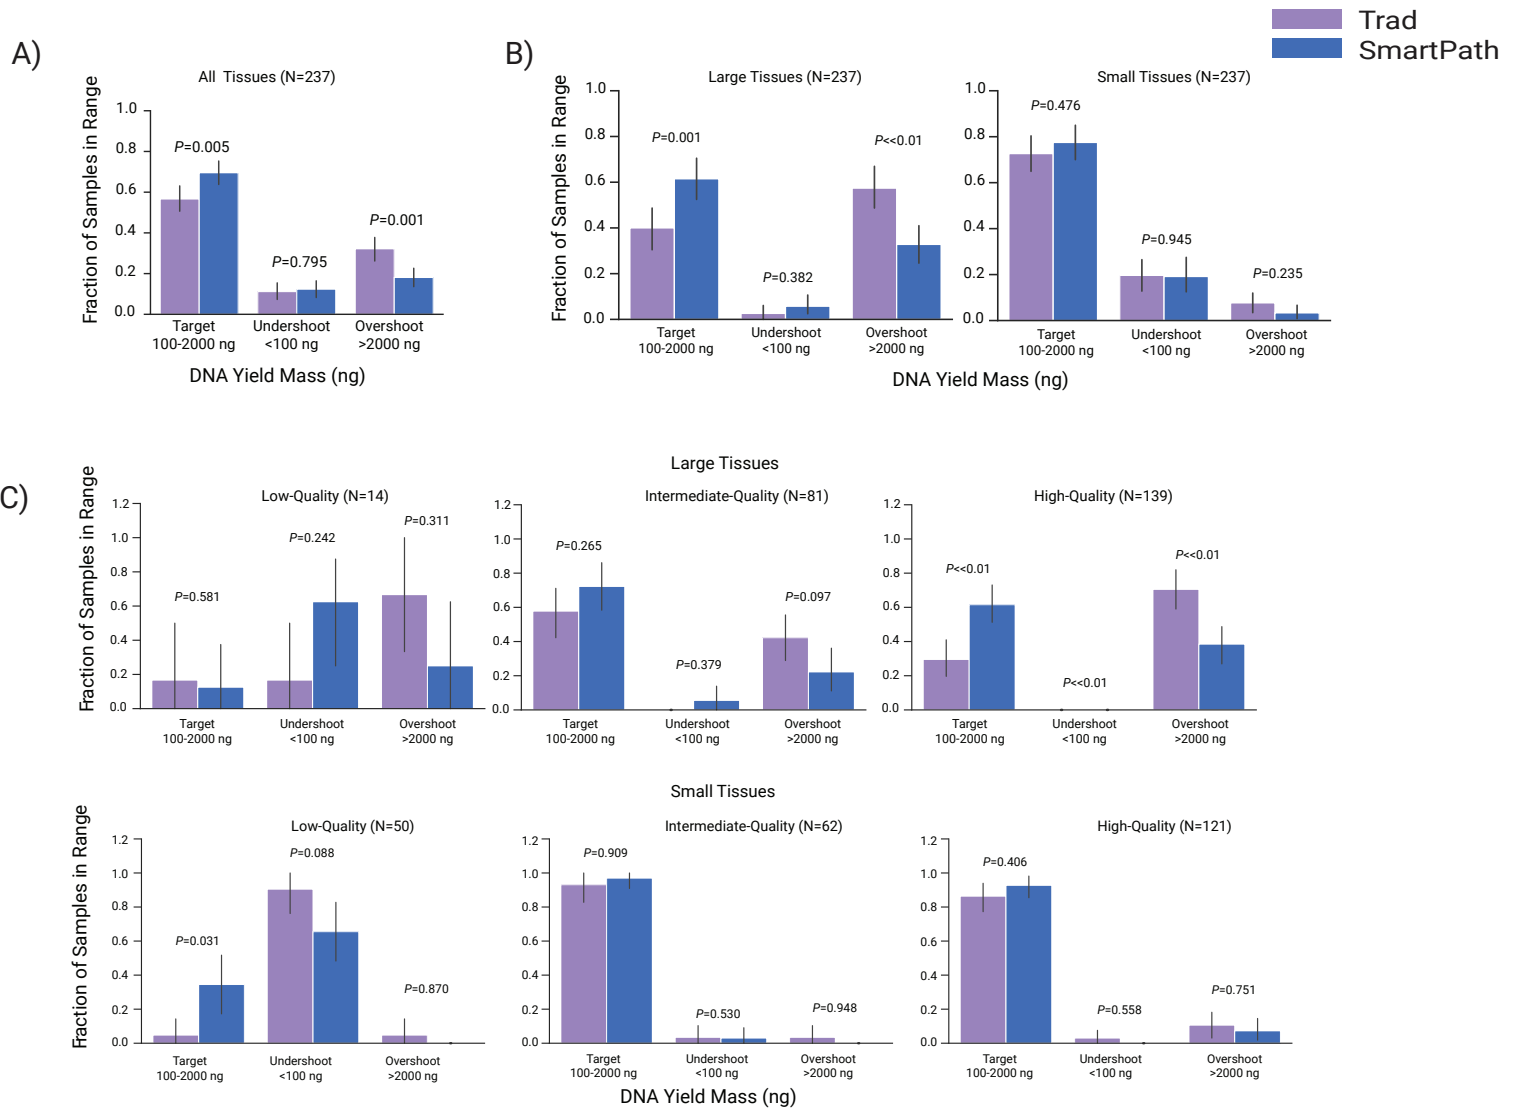 Trad
SmartPath
A)
All Tissues (N=237)
Fraction of Samples in Range
1.0
0.8
0.6
0.4
0.2
0.0
P=0.005
P=0.795
P=0.001
Target
100-2000 ng
Undershoot
<100 ng
Overshoot
>2000 ng
DNA Yield Mass (ng)
B)
Large Tissues (N=237)
Fraction of Samples in Range
1.0
0.8
0.6
0.4
0.2
0.0
P=0.001
P=0.382
P<<0.01
Target
100-2000 ng
Undershoot
<100 ng
Overshoot
>2000 ng
Small Tissues (N=237)
1.0
0.8
0.6
0.4
0.2
0.0
P=0.476
P=0.945
P=0.235
Target
100-2000 ng
Undershoot
<100 ng
Overshoot
>2000 ng
DNA Yield Mass (ng)
C)
Large Tissues
Low-Quality (N=14)
Fraction of Samples in Range
1.2
1.0
0.8
0.6
0.4
0.2
0.0
P=0.581
P=0.242
P=0.311
Target
100-2000 ng
Undershoot
<100 ng
Overshoot
>2000 ng
Intermediate-Quality (N=81)
1.2
1.0
0.8
0.6
0.4
0.2
0.0
P=0.265
P=0.379
P=0.097
Target
100-2000 ng
Undershoot
<100 ng
Overshoot
>2000 ng
High-Quality (N=139)
1.2
1.0
0.8
0.6
0.4
0.2
0.0
P<<0.01
P<<0.01
P<<0.01
Target
100-2000 ng
Undershoot
<100 ng
Overshoot
>2000 ng
Small Tissues
Low-Quality (N=50)
Fraction of Samples in Range
1.2
1.0
0.8
0.6
0.4
0.2
0.0
P=0.031
P=0.088
P=0.870
Target
100-2000 ng
Undershoot
<100 ng
Overshoot
>2000 ng
Intermediate-Quality (N=62)
1.2
1.0
0.8
0.6
0.4
0.2
0.0
P=0.909
P=0.530
P=0.948
Target
100-2000 ng
Undershoot
<100 ng
Overshoot
>2000 ng
High-Quality (N=121)
1.2
1.0
0.8
0.6
0.4
0.2
0.0
P=0.406
P=0.558
P=0.751
Target
100-2000 ng
Undershoot
<100 ng
Overshoot
>2000 ng
DNA Yield Mass (ng)